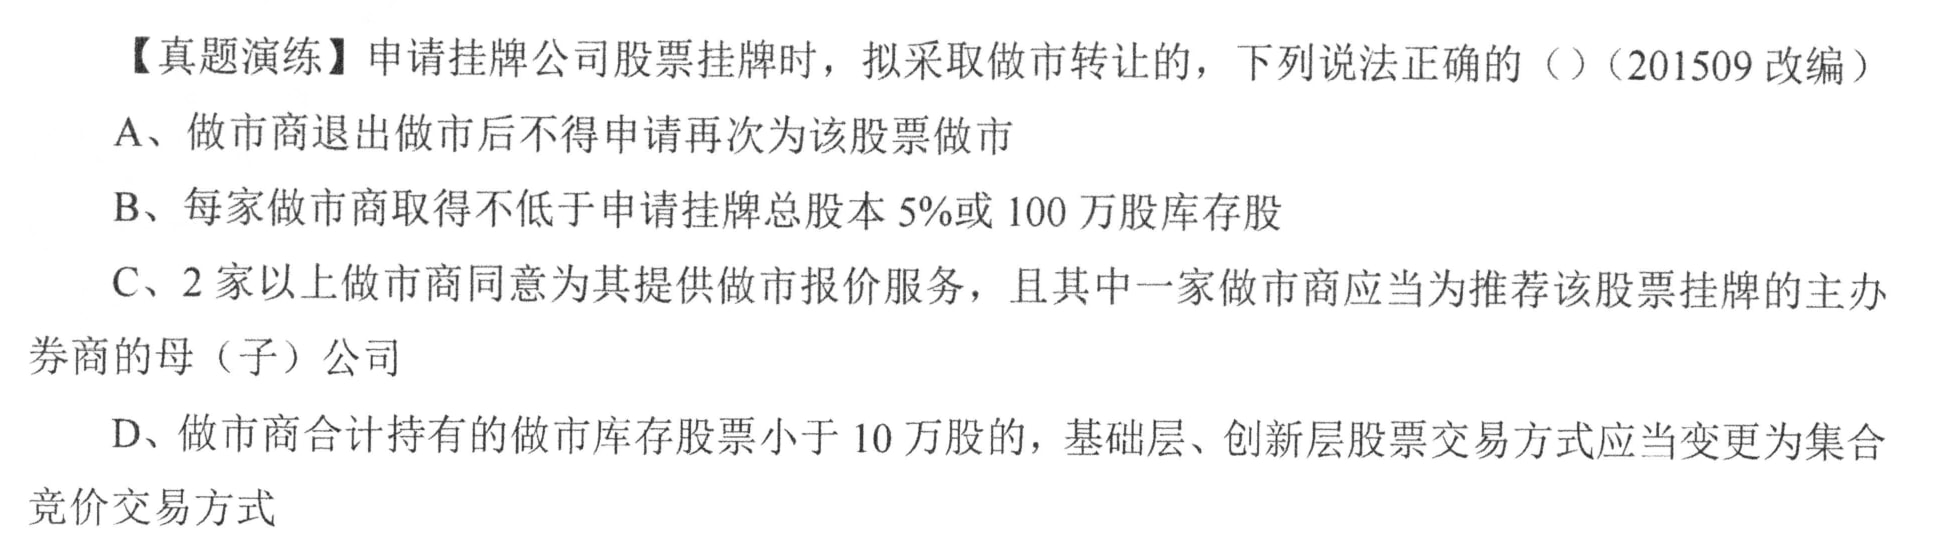 【真题演练】申请挂牌公司股票挂牌时，拟采取做市转让的，下列说法正确的（）（201509 改编）
A、做市商退出做市后不得申请再次为该股票做市
B、每家做市商取得不低于申请挂牌总股本 5%或 100 万股库存股
C、2 家以上做市商同意为其提供做市报价服务，且其中一家做市商应当为推荐该股票挂牌的主办
券商的母（子）公司
D、做市商合计持有的做市库存股票小于 10 万股的，基础层、创新层股票交易方式应当变更为集合
竞价交易方式